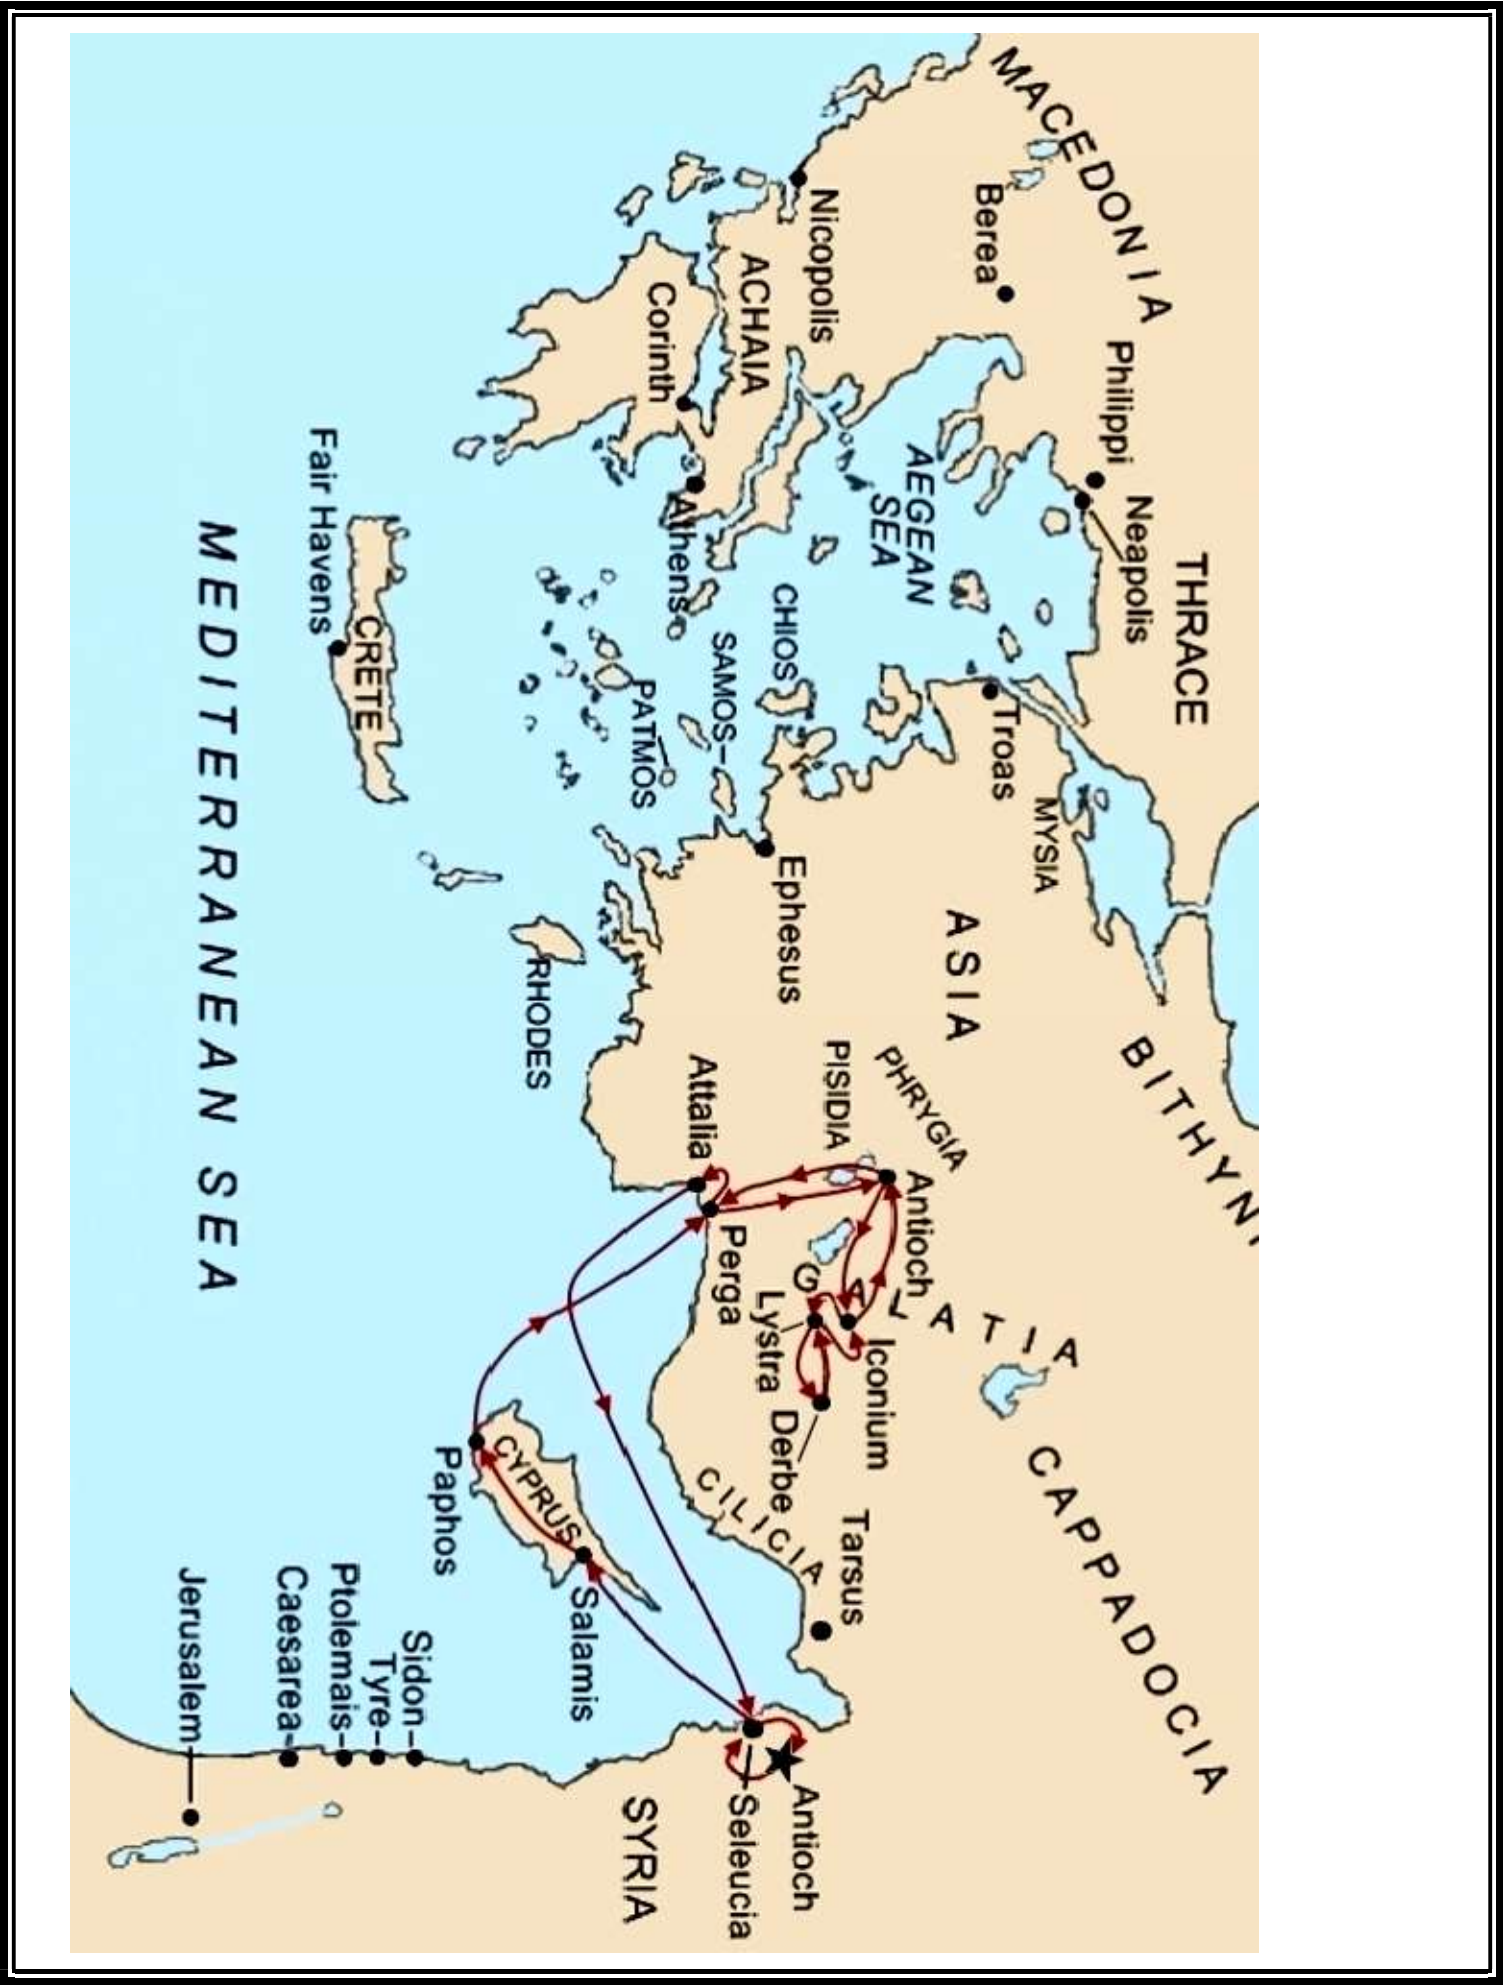 MACEDONIA
THRACE
BITHYN
Philippi
Neapolis
Berea
Nicopolis
ACHAIA
Corinth
Athens
AEGEAN
SEA
Troas
MYSIA
ASIA
CHIOS
SAMOS
PATMOS
Ephesus
RHODES
Fair Havens
CRETE
MEDITERRANEAN SEA
PHRYGIA
PISIDIA
Attalia
Perga
Antioch
GALATIA
Iconium
Lystra
Derbe
CAPPADOCIA
CILICIA
Tarsus
CYPRUS
Paphos
Salamis
Antioch
Seleucia
SYRIA
Sidon
Tyre
Ptolemais
Caesarea
Jerusalem